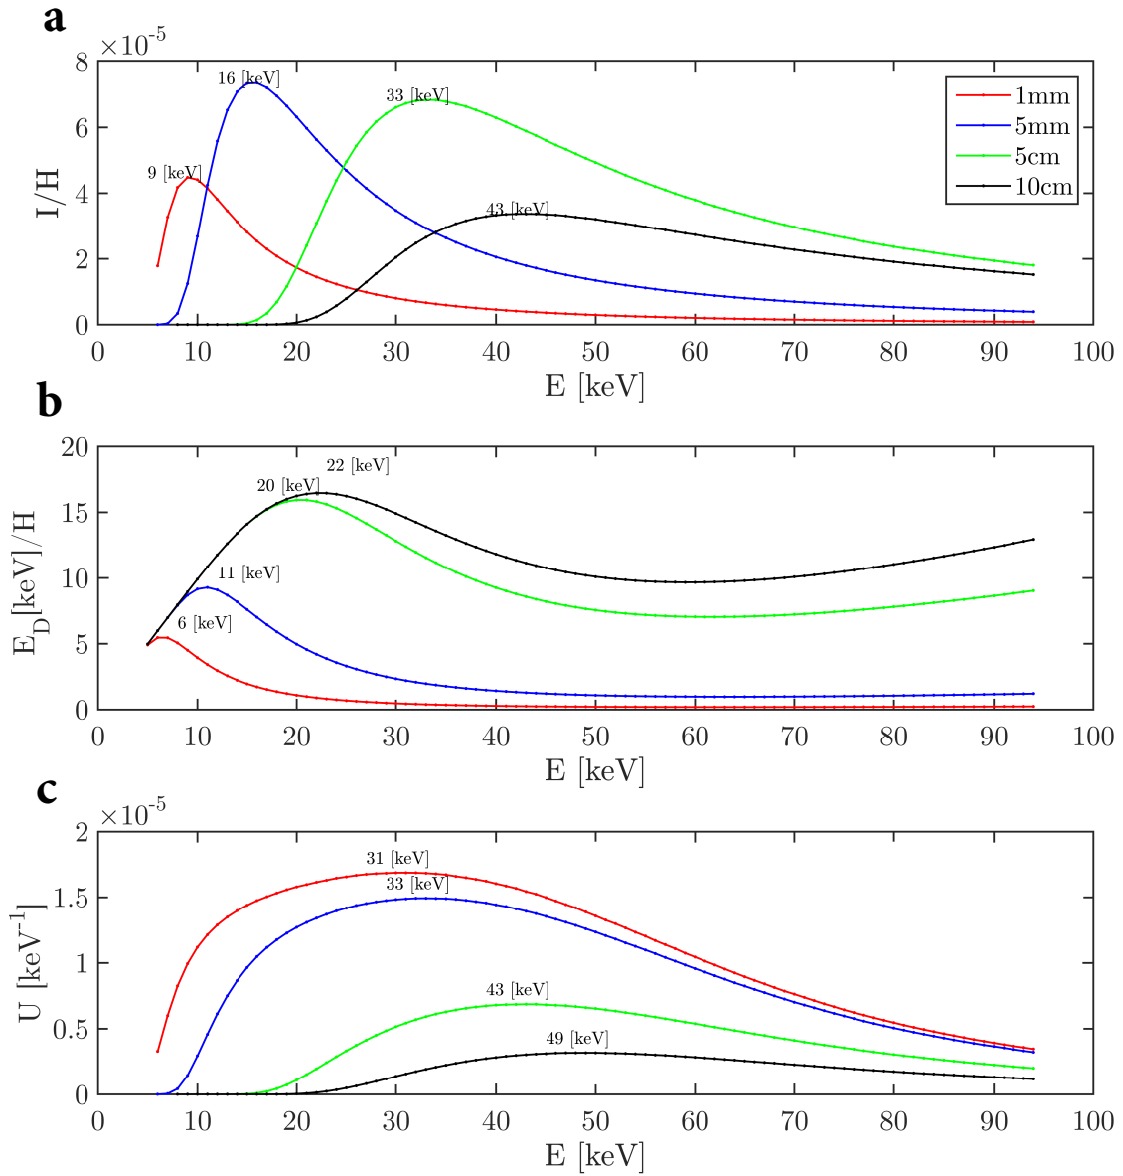 a
×10⁻⁵
8
16 [keV]
33 [keV]
1mm
5mm
5cm
10cm
6
9 [keV]
I/H
4
43 [keV]
2
0
0 10 20 30 40 50 60 70 80 90 100
E [keV]
b
20
22 [keV]
20 [keV]
15
E_D[keV]/H
10
11 [keV]
6 [keV]
5
0
0 10 20 30 40 50 60 70 80 90 100
E [keV]
c
×10⁻⁵
2
31 [keV]
33 [keV]
1.5
U [keV⁻¹]
1
43 [keV]
0.5
49 [keV]
0
0 10 20 30 40 50 60 70 80 90 100
E [keV]